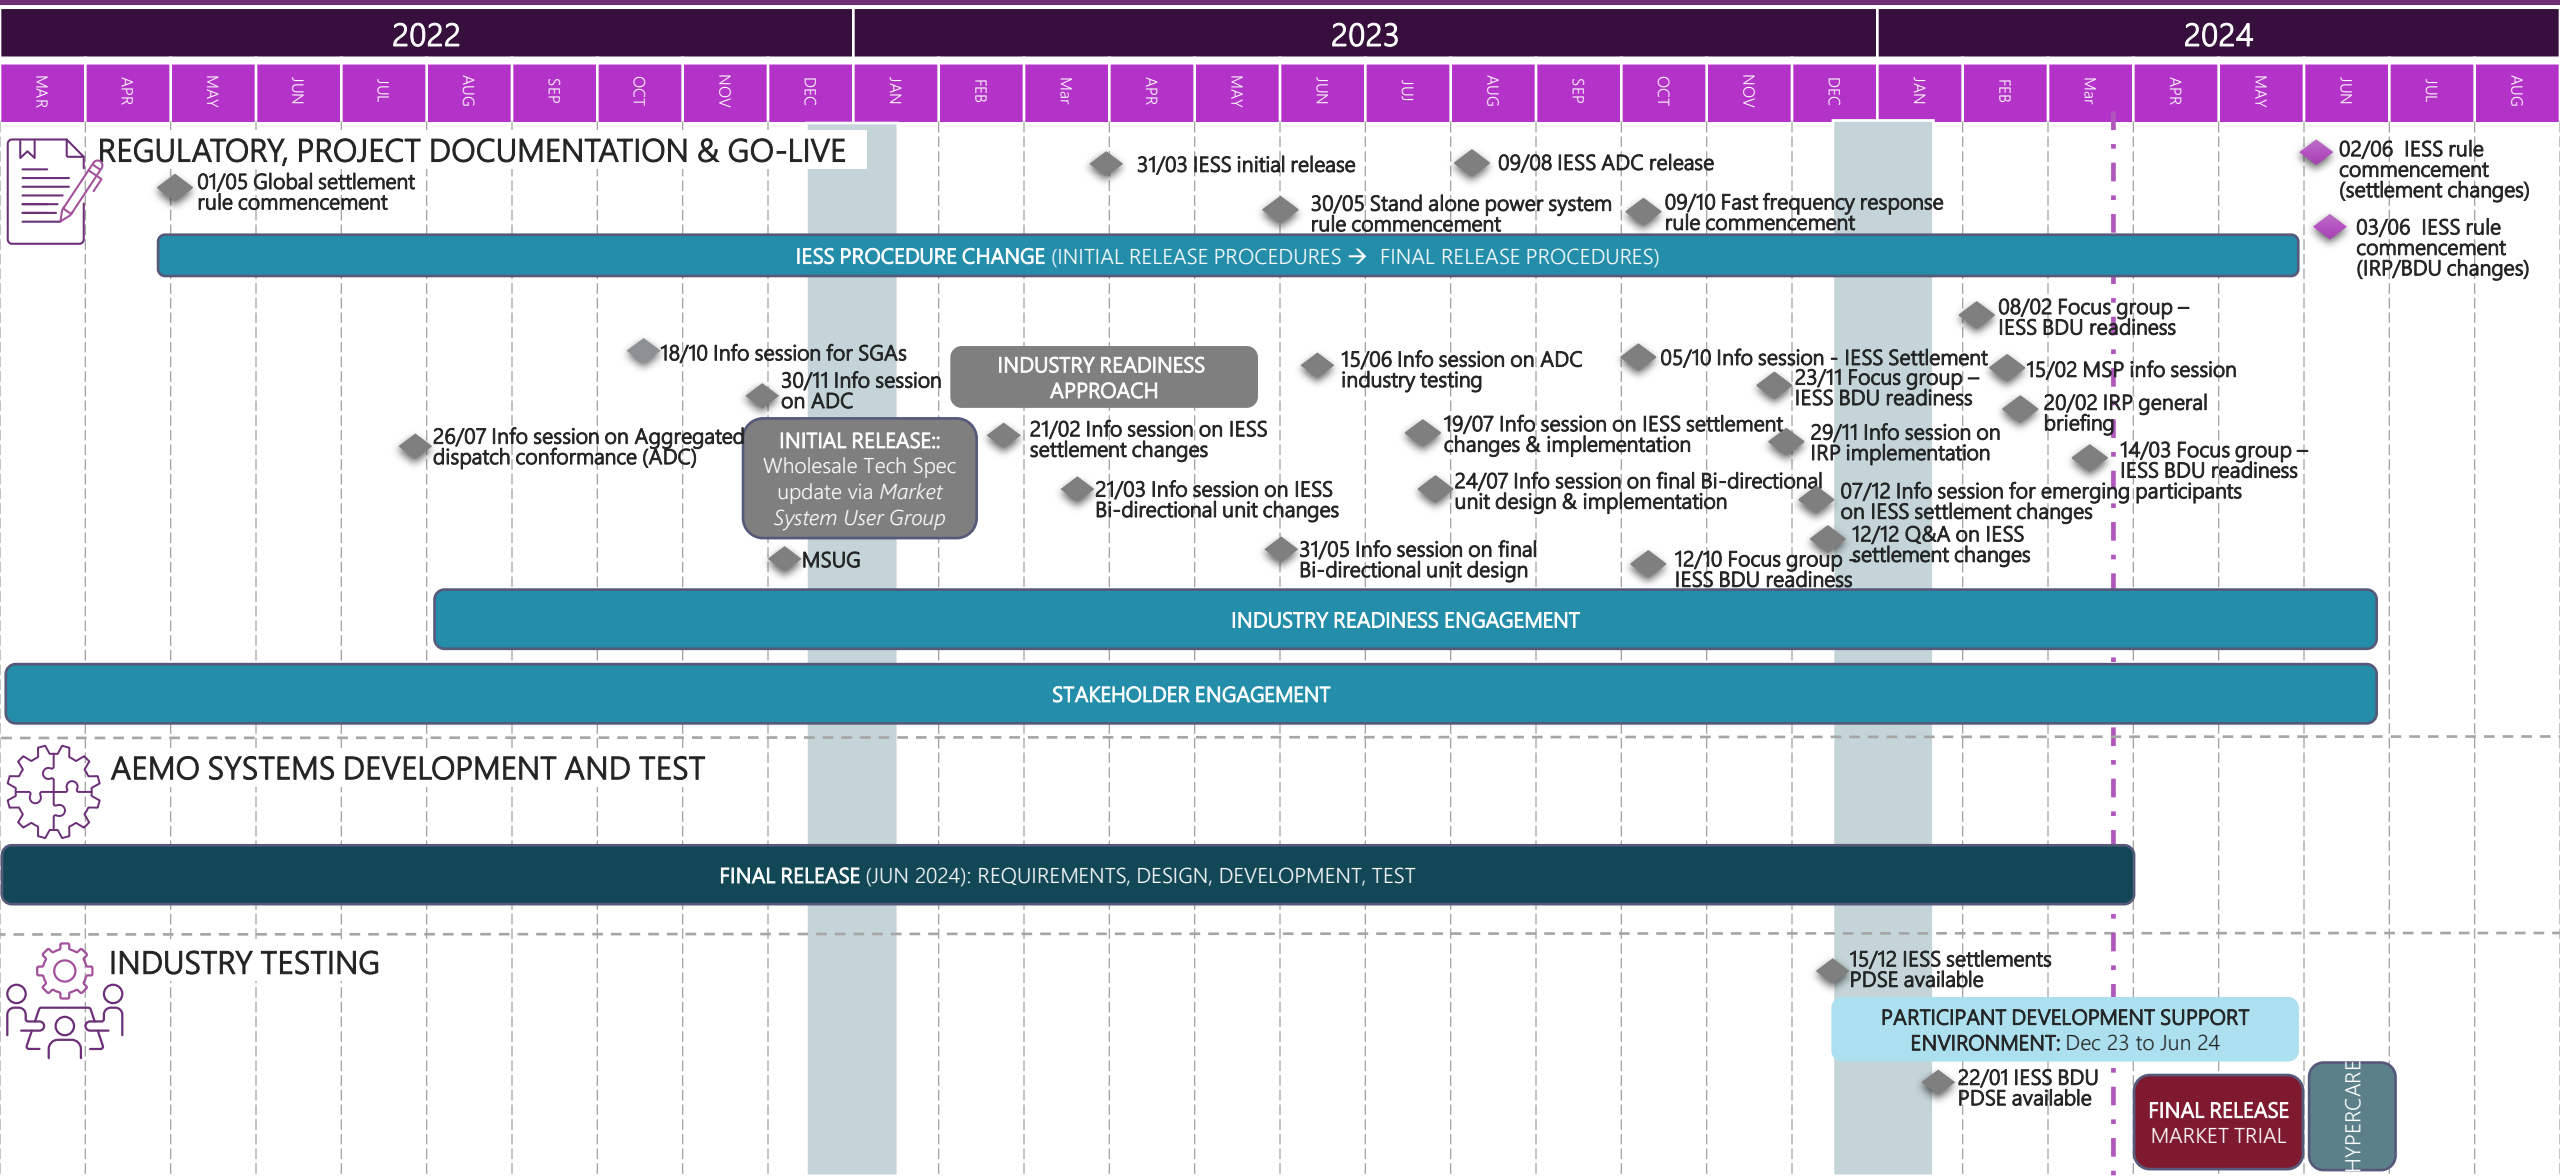 2022
2023
2024
MAR
APR
MAY
JUN
JUL
AUG
SEP
OCT
NOV
DEC
JAN
FEB
Mar
APR
MAY
JUN
JUJ
AUG
SEP
OCT
NOV
DEC
JAN
FEB
Mar
APR
MAY
JUN
JUL
AUG
REGULATORY, PROJECT DOCUMENTATION & GO-LIVE
01/05 Global settlement
rule commencement
31/03 IESS initial release
09/08 IESS ADC release
30/05 Stand alone power system
rule commencement
09/10 Fast frequency response
rule commencement
02/06 IESS rule
commencement
(settlement changes)
03/06 IESS rule
commencement
(IRP/BDU changes)
IESS PROCEDURE CHANGE (INITIAL RELEASE PROCEDURES → FINAL RELEASE PROCEDURES)
08/02 Focus group –
IESS BDU readiness
18/10 Info session for SGAs
30/11 Info session
on ADC
26/07 Info session on Aggregated
dispatch conformance (ADC)
INITIAL RELEASE::
Wholesale Tech Spec
update via Market
System User Group
MSUG
INDUSTRY READINESS
APPROACH
21/02 Info session on IESS
settlement changes
21/03 Info session on IESS
Bi-directional unit changes
15/06 Info session on ADC
industry testing
19/07 Info session on IESS settlement
changes & implementation
24/07 Info session on final Bi-directional
unit design & implementation
31/05 Info session on final
Bi-directional unit design
05/10 Info session - IESS Settlement
23/11 Focus group –
IESS BDU readiness
29/11 Info session on
IRP implementation
07/12 Info session for emerging participants
on IESS settlement changes
12/12 Q&A on IESS
settlement changes
12/10 Focus group -
IESS BDU readiness
15/02 MSP info session
20/02 IRP general
briefing
14/03 Focus group –
IESS BDU readiness
INDUSTRY READINESS ENGAGEMENT
STAKEHOLDER ENGAGEMENT
AEMO SYSTEMS DEVELOPMENT AND TEST
FINAL RELEASE (JUN 2024): REQUIREMENTS, DESIGN, DEVELOPMENT, TEST
INDUSTRY TESTING
15/12 IESS settlements
PDSE available
PARTICIPANT DEVELOPMENT SUPPORT
ENVIRONMENT: Dec 23 to Jun 24
22/01 IESS BDU
PDSE available
FINAL RELEASE
MARKET TRIAL
HYPERCARE